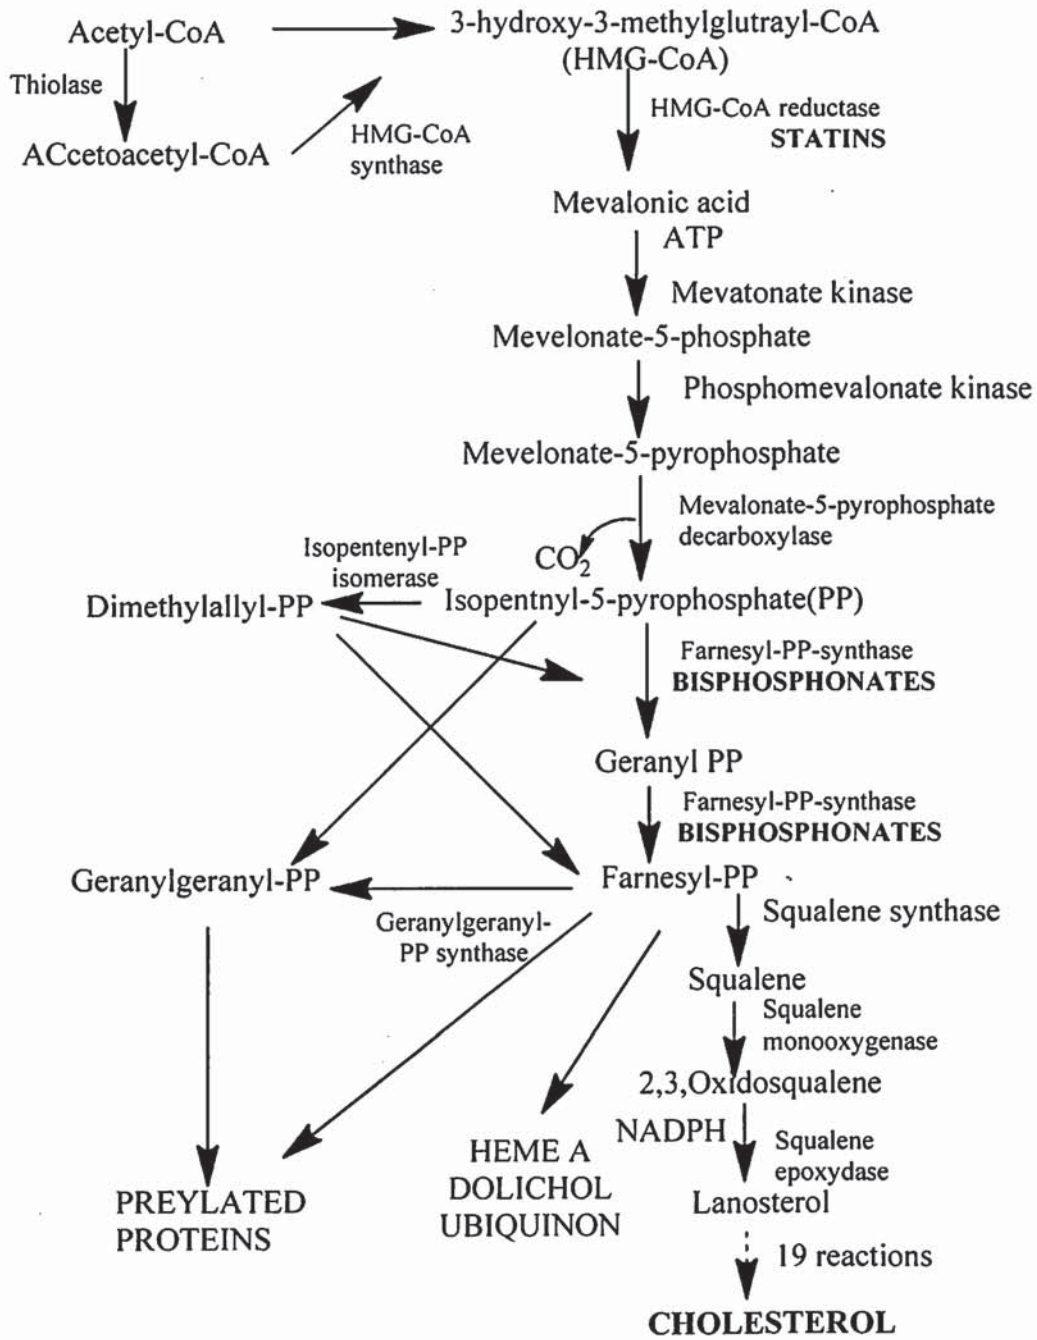 Acetyl-CoA
3-hydroxy-3-methylglutrayl-CoA
(HMG-CoA)
Thiolase
HMG-CoA reductase
STATINS
ACcetoacetyl-CoA
HMG-CoA
synthase
Mevalonic acid
ATP
Mevatonate kinase
Mevelonate-5-phosphate
Phosphomevalonate kinase
Mevelonate-5-pyrophosphate
Mevalonate-5-pyrophosphate
decarboxylase
CO2
Isopentenyl-PP
isomerase
Dimethylallyl-PP
Isopentnyl-5-pyrophosphate(PP)
Farnesyl-PP-synthase
BISPHOSPHONATES
Geranyl PP
Farnesyl-PP-synthase
BISPHOSPHONATES
Geranylgeranyl-PP
Farnesyl-PP
Geranylgeranyl-
PP synthase
Squalene synthase
Squalene
Squalene
monooxygenase
2,3,Oxidosqualene
NADPH
Squalene
epoxydase
Lanosterol
PREYLATED
PROTEINS
HEME A
DOLICHOL
UBIQUINON
19 reactions
CHOLESTEROL